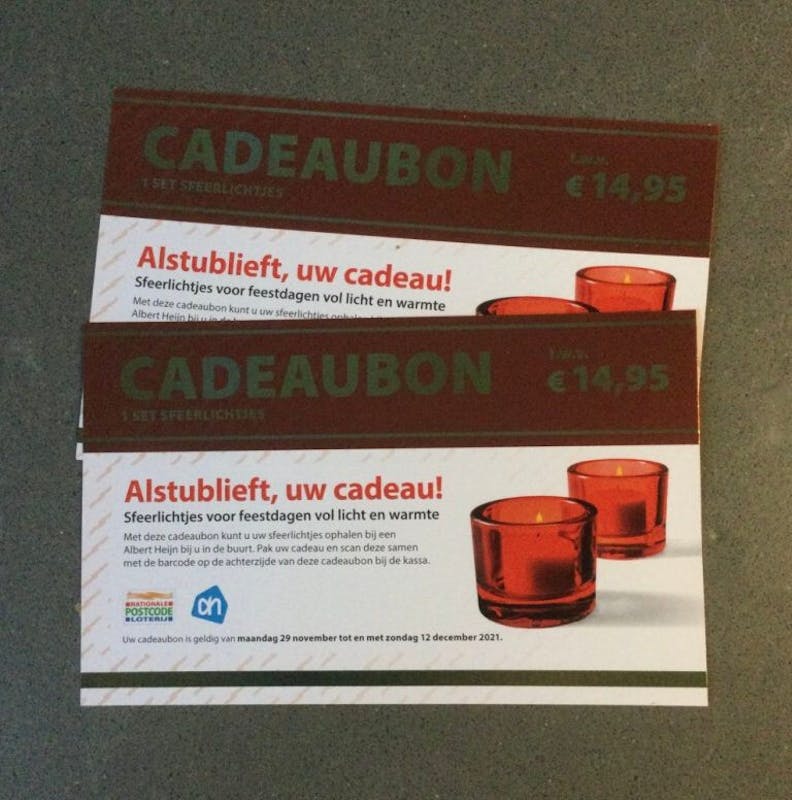 CADEAUBON
1 SET SFEERLICHTJES
t.w.v.
€ 14,95
Alstublieft, uw cadeau!
Sfeerlichtjes voor feestdagen vol licht en warmte
Met deze cadeaubon kunt u uw sfeerlichtjes ophalen
Albert Heijn bij u in de
CADEAUBON
1 SET SFEERLICHTJES
t.w.v.
€ 14,95
Alstublieft, uw cadeau!
Sfeerlichtjes voor feestdagen vol licht en warmte
Met deze cadeaubon kunt u uw sfeerlichtjes ophalen bij een
Albert Heijn bij u in de buurt. Pak uw cadeau en scan deze samen
met de barcode op de achterzijde van deze cadeaubon bij de kassa.
NATIONALE
POSTCODE
LOTERIJ
ah
Uw cadeaubon is geldig van maandag 29 november tot en met zondag 12 december 2021.